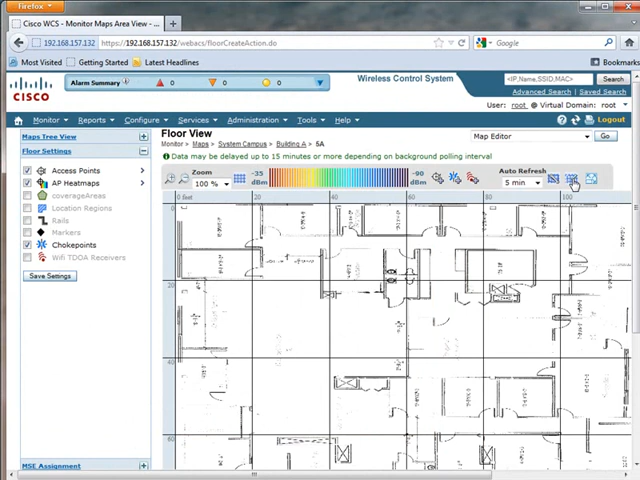 Firefox
Cisco WCS - Monitor Maps Area View -
192.168.157.132 https://192.168.157.132/webacs/floorCreateAction.do
Google
Most Visited Getting Started Latest Headlines
Bookmarks
CISCO
Alarm Summary 0 0 0
Wireless Control System
<IP,Name,SSID,MAC> Search
Advanced Search | Saved Search
User: root Virtual Domain: root
Monitor Reports Configure Services Administration Tools Help Logout
Maps Tree View
Floor Settings
Access Points
AP Heatmaps
coverageAreas
Location Regions
Rails
Markers
Chokepoints
Wifi TDOA Receivers
Save Settings
MSE Assignment
Floor View
Monitor > Maps > System Campus > Building A > 5A
Map Editor Go
Data may be delayed up to 15 minutes or more depending on background polling interval
Zoom
100 %
-35
dBm
-90
dBm
Auto Refresh
5 min
0 feet 20 40 60 80 100
0
20
40
60